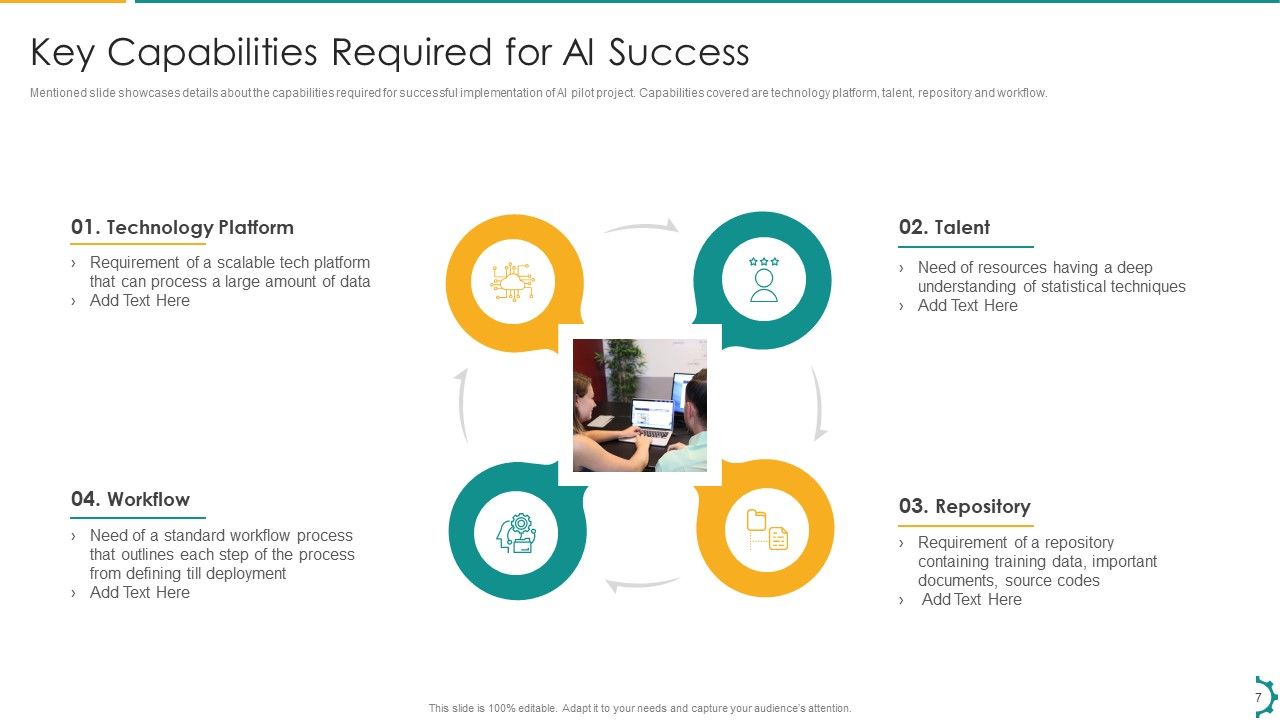 Key Capabilities Required for AI Success
Mentioned slide showcases details about the capabilities required for successful implementation of AI pilot project. Capabilities covered are technology platform, talent, repository and workflow.
01. Technology Platform
› Requirement of a scalable tech platform
that can process a large amount of data
› Add Text Here
02. Talent
› Need of resources having a deep
understanding of statistical techniques
› Add Text Here
04. Workflow
› Need of a standard workflow process
that outlines each step of the process
from defining till deployment
› Add Text Here
03. Repository
› Requirement of a repository
containing training data, important
documents, source codes
› Add Text Here
This slide is 100% editable. Adapt it to your needs and capture your audience's attention.
7